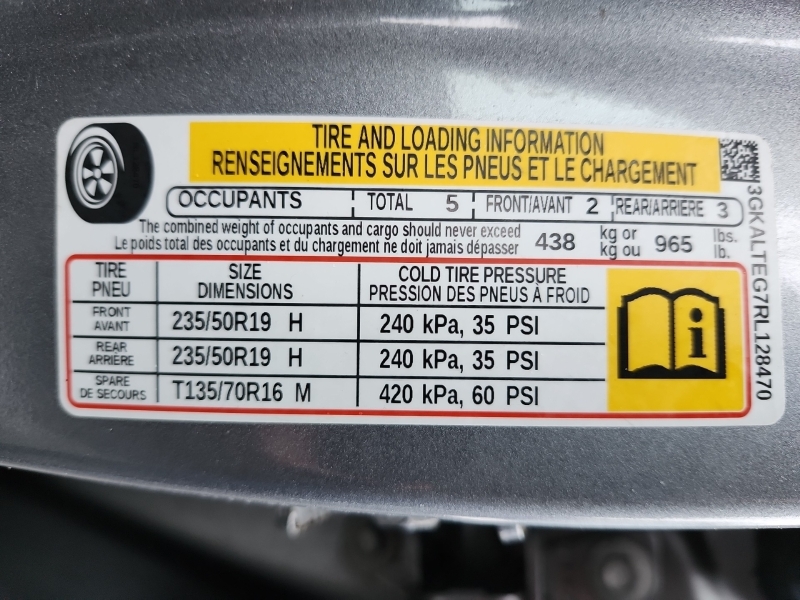 TIRE AND LOADING INFORMATION
RENSEIGNEMENTS SUR LES PNEUS ET LE CHARGEMENT
OCCUPANTS TOTAL 5 FRONT/AVANT 2 REAR/ARRIERE 3
The combined weight of occupants and cargo should never exceed
Le poids total des occupants et du chargement ne doit jamais dépasser
438 kg or kg ou 965 lbs. lb.
TIRE PNEU SIZE DIMENSIONS COLD TIRE PRESSURE PRESSION DES PNEUS À FROID
FRONT AVANT 235/50R19 H 240 kPa, 35 PSI
REAR ARRIÈRE 235/50R19 H 240 kPa, 35 PSI
SPARE DE SECOURS T135/70R16 M 420 kPa, 60 PSI
i
3GKALTEG7RL128470